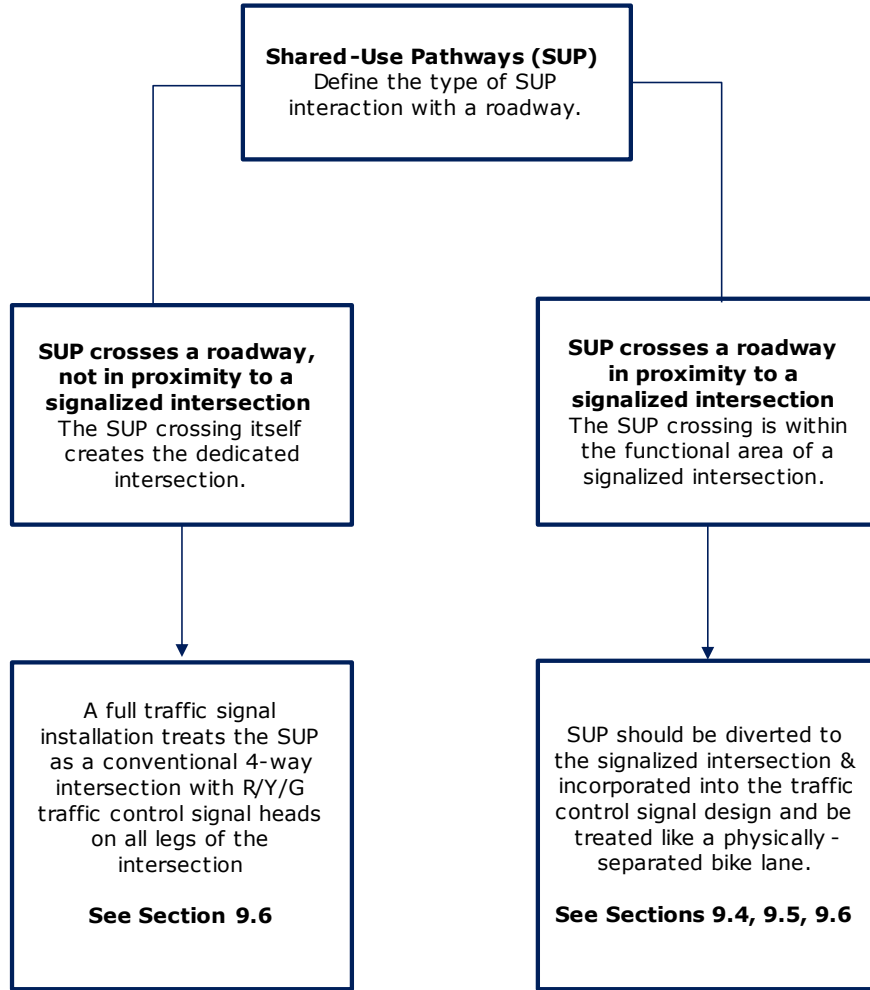 Shared-Use Pathways (SUP)
Define the type of SUP
interaction with a roadway.
SUP crosses a roadway,
not in proximity to a
signalized intersection
The SUP crossing itself
creates the dedicated
intersection.
SUP crosses a roadway
in proximity to a
signalized intersection
The SUP crossing is within
the functional area of a
signalized intersection.
A full traffic signal
installation treats the SUP
as a conventional 4-way
intersection with R/Y/G
traffic control signal heads
on all legs of the
intersection
See Section 9.6
SUP should be diverted to
the signalized intersection &
incorporated into the traffic
control signal design and be
treated like a physically-
separated bike lane.
See Sections 9.4, 9.5, 9.6